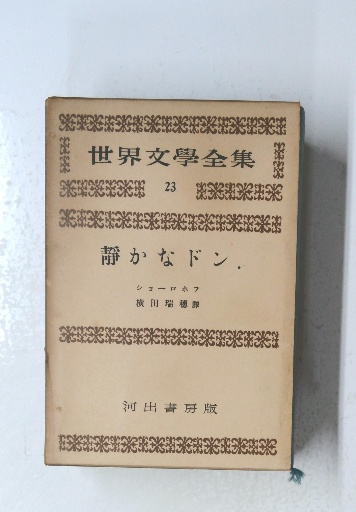 世界文學全集
23
靜かなドン.
ショーロホフ
横田瑞穗譯
河出書房版